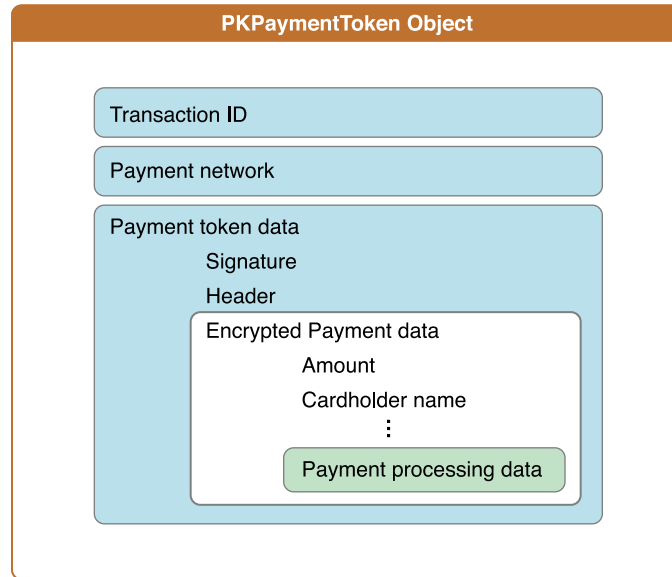 PKPaymentToken Object
Transaction ID
Payment network
Payment token data
Signature
Header
Encrypted Payment data
Amount
Cardholder name
⋮
Payment processing data